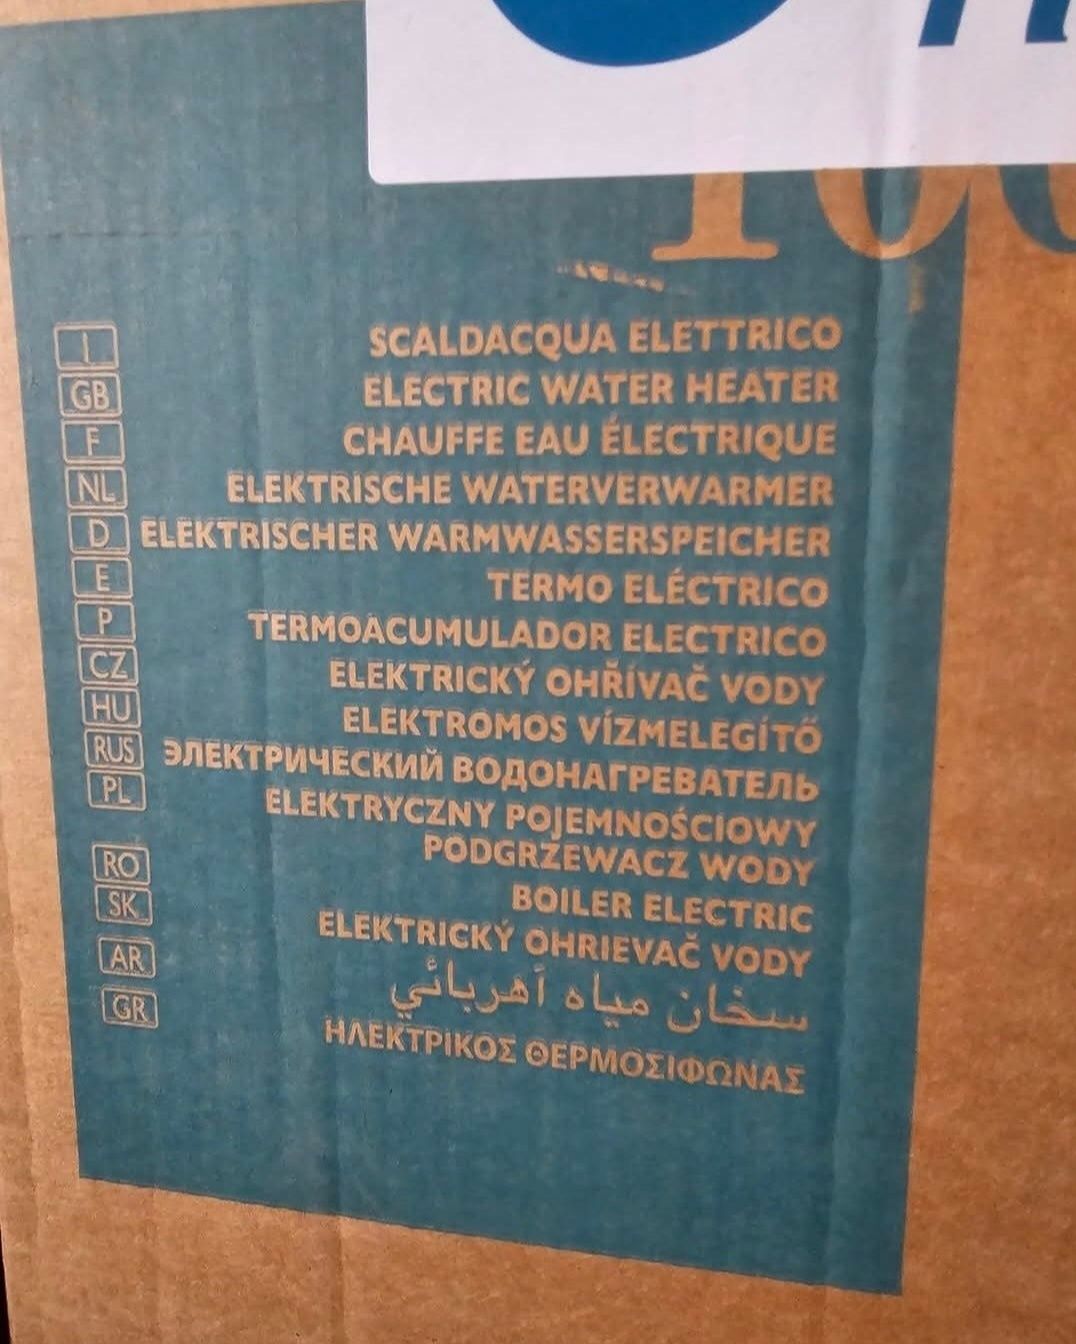 100
I SCALDACQUA ELETTRICO
GB ELECTRIC WATER HEATER
F CHAUFFE EAU ÉLECTRIQUE
NL ELEKTRISCHE WATERVERWARMER
D ELEKTRISCHER WARMWASSERSPEICHER
E TERMO ELÉCTRICO
P TERMOACUMULADOR ELECTRICO
CZ ELEKTRICKÝ OHŘÍVAČ VODY
HU ELEKTROMOS VÍZMELEGÍTŐ
RUS ЭЛЕКТРИЧЕСКИЙ ВОДОНАГРЕВАТЕЛЬ
PL ELEKTRYCZNY POJEMNOŚCIOWY
PODGRZEWACZ WODY
RO BOILER ELECTRIC
SK ELEKTRICKÝ OHRIEVAČ VODY
AR سخان مياه آهربائي
GR ΗΛΕΚΤΡΙΚΟΣ ΘΕΡΜΟΣΙΦΩΝΑΣ